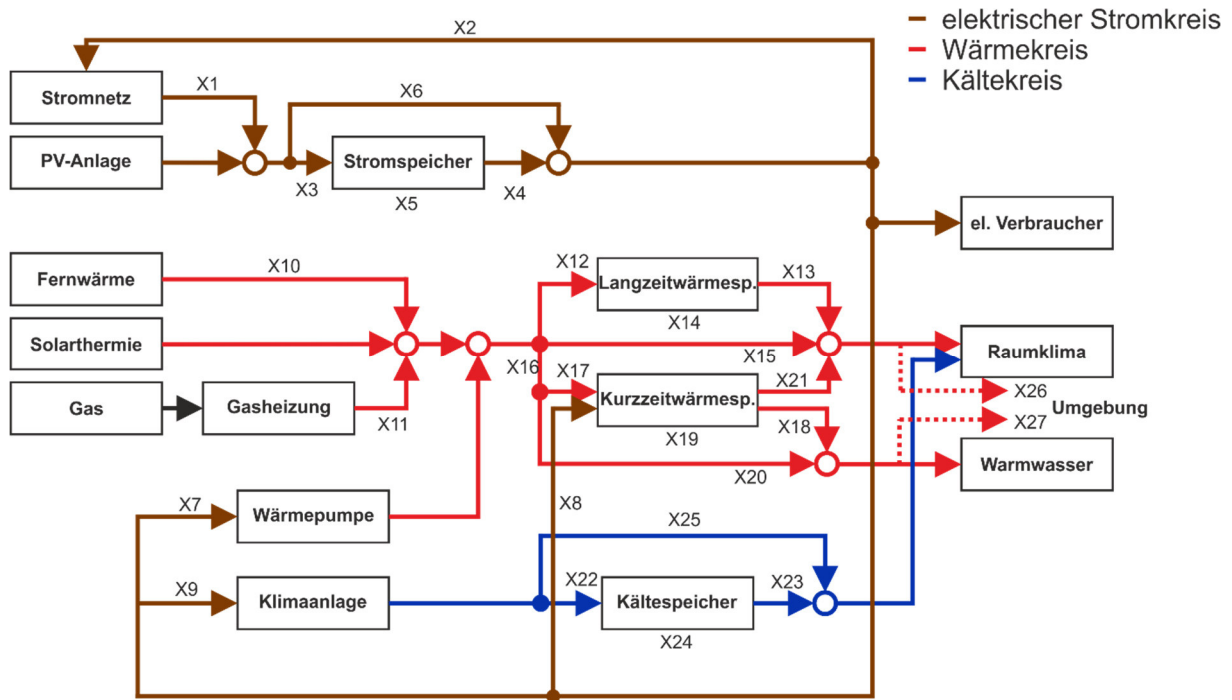 X2
elektrischer Stromkreis
Wärmekreis
Kältekreis
Stromnetz
X1
X6
PV-Anlage
X3
Stromspeicher
X4
X5
el. Verbraucher
Fernwärme
X10
X12
Langzeitwärmesp.
X13
X14
Solarthermie
X16
X15
Raumklima
Gas
Gasheizung
X11
X17
Kurzzeitwärmesp.
X21
X26
Umgebung
X27
X19
X18
X20
Warmwasser
X7
Wärmepumpe
X8
X25
X9
Klimaanlage
X22
Kältespeicher
X23
X24